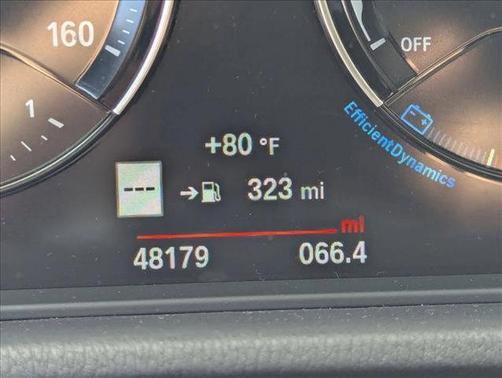 160
OFF
1
EfficientDynamics
+80 °F
---
323 mi
mi
48179 066.4